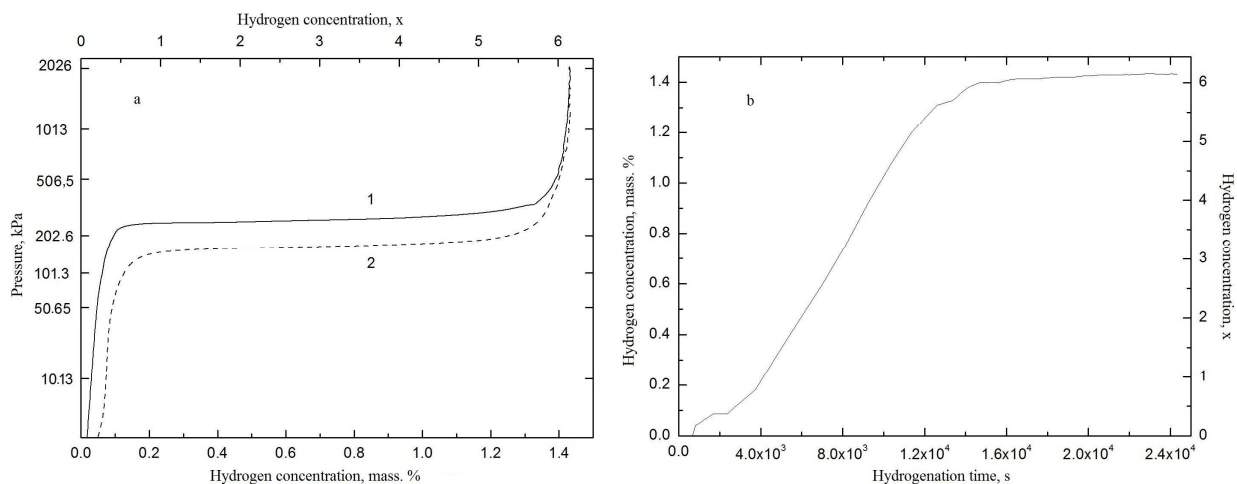 Hydrogen concentration, x
0 1 2 3 4 5 6
2026
1013
506.5
202.6
101.3
50.65
10.13
Pressure, kPa
a
1
2
0.0 0.2 0.4 0.6 0.8 1.0 1.2 1.4
Hydrogen concentration, mass. %
b
1.4
1.2
1.0
0.8
0.6
0.4
0.2
0.0
Hydrogen concentration, mass. %
6
5
4
3
2
1
0
Hydrogen concentration, x
0.0 4.0x10³ 8.0x10³ 1.2x10⁴ 1.6x10⁴ 2.0x10⁴ 2.4x10⁴
Hydrogenation time, s